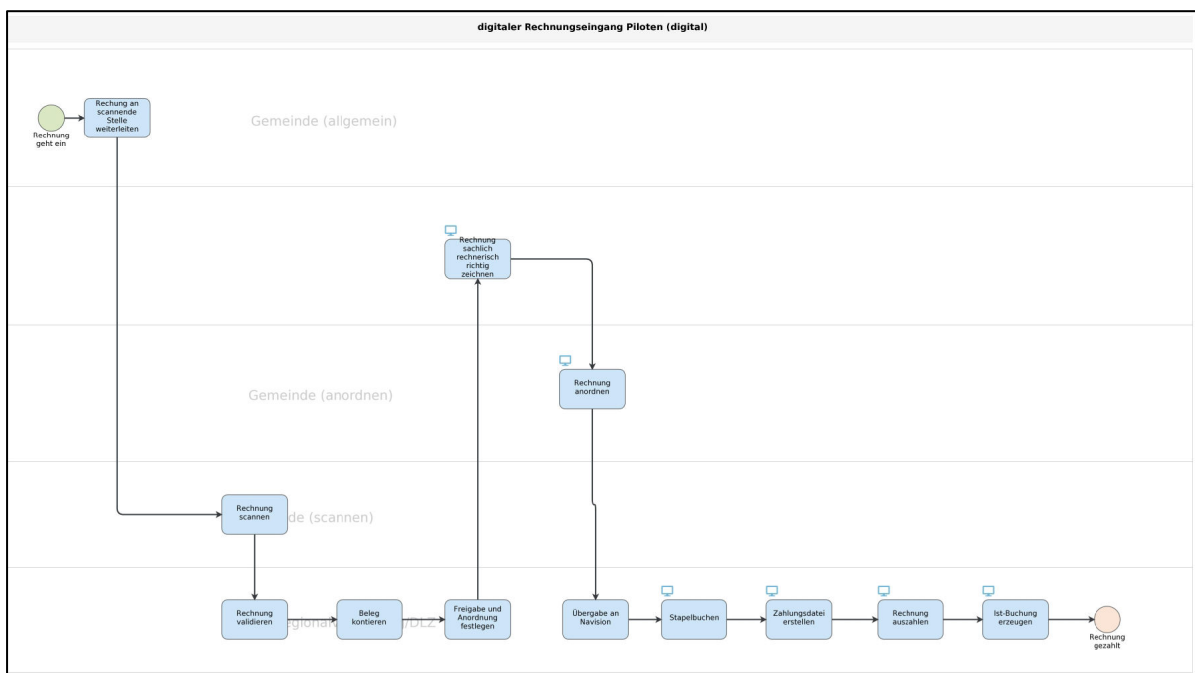 digitaler Rechnungseingang Piloten (digital)
Rechung an
scannende
Stelle
weiterleiten
Rechnung
geht ein
Gemeinde (allgemein)
Rechnung
sachlich
rechnerisch
richtig
zeichnen
Rechnung
anordnen
Gemeinde (anordnen)
Rechnung
scannen
de (scannen)
Rechnung
validieren
Beleg
kontieren
Freigabe und
Anordnung
festlegen
/DLZ
Übergabe an
Navision
Stapelbuchen
Zahlungsdatei
erstellen
Rechnung
auszahlen
Ist-Buchung
erzeugen
Rechnung
gezahlt